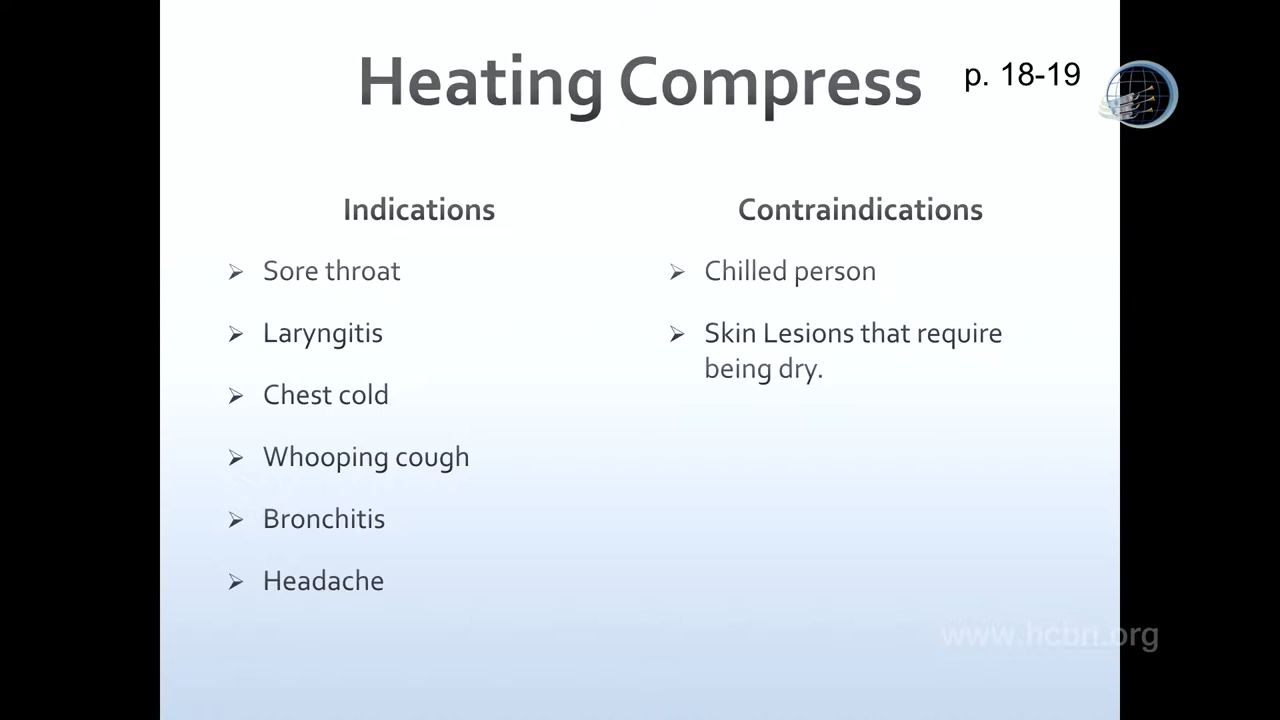 Heating Compress
p. 18-19
Indications
Sore throat
Laryngitis
Chest cold
Whooping cough
Bronchitis
Headache
Contraindications
Chilled person
Skin Lesions that require
being dry.
www.hcbn.org